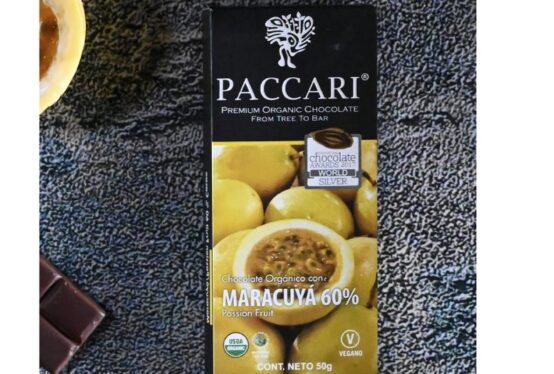 PACCARI®
PREMIUM ORGANIC CHOCOLATE
FROM TREE TO BAR
chocolate
AWARDS
WORLD
SILVER
Chocolate Orgánico con:
MARACUYÁ 60%
Passion Fruit
USDA
ORGANIC
V
VEGANO
CONT. NETO 50g